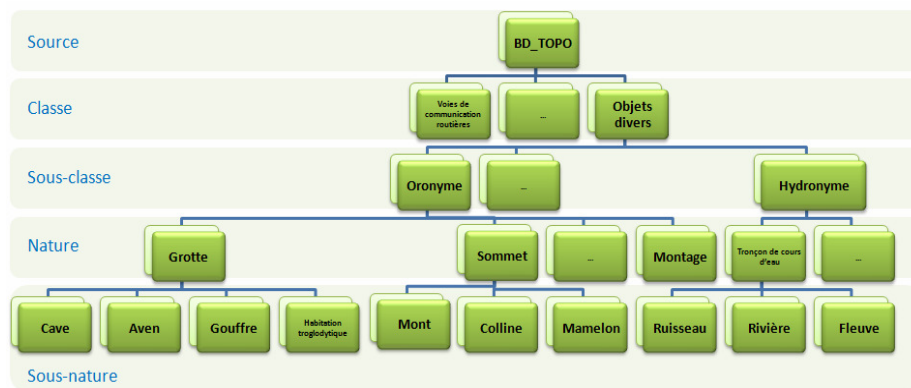 Source
BD_TOPO
Classe
Voies de
communication
routières
...
Objets
divers
Sous-classe
Oronyme
...
Hydronyme
Nature
Grotte
Sommet
...
Montage
Tronçon de cours
d'eau
...
Cave
Aven
Gouffre
Habitation
troglodytique
Mont
Colline
Mamelon
Ruisseau
Rivière
Fleuve
Sous-nature